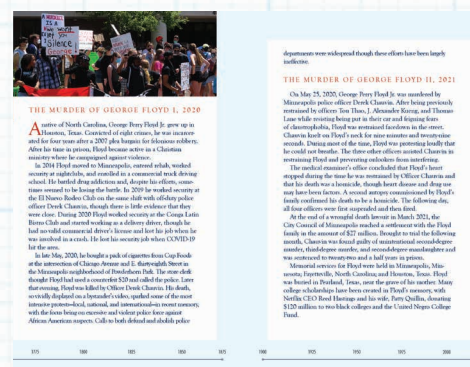 A MURDERER
IS A
Silence!
George
THE MURDER OF GEORGE FLOYD I, 2020
A native of North Carolina, George Perry Floyd Jr. grew up in
Houston, Texas. Convicted of eight crimes, he was incarcer-
ated for four years after a 2007 plea bargain for felonious robbery.
After his time in prison, Floyd became active in a Christian
ministry where he campaigned against violence.
In 2014 Floyd moved to Minneapolis, entered rehab, worked
security at nightclubs, and enrolled in a commercial truck driving
school. He battled drug addiction and, despite his efforts, some-
times seemed to be losing the battle. In 2019 he worked security at
the El Nuevo Rodeo Club on the same shift with off-duty police
officer Derek Chauvin, though there is little evidence that they
were close. During 2020 Floyd worked security at the Conga Latin
Bistro Club and started working as a delivery driver, though he
had no valid commercial driver's license and lost his job when he
was involved in a crash. He lost his security job when COVID-19
hit the area.
In late May, 2020, he bought a pack of cigarettes from Cup Foods
at the intersection of Chicago Avenue and E. thirty-eighth Street in
the Minneapolis neighborhood of Powderhorn Park. The store clerk
thought Floyd had used a counterfeit $20 and called the police. Later
that evening, Floyd was killed by Officer Derek Chauvin. His death,
so vividly displayed on a bystander's video, sparked some of the most
intensive protests—local, national, and international—in recent memory,
with the focus being on excessive and violent police force against
African American suspects. Calls to both defund and abolish police
1775 1800 1825 1850 1875
departments were widespread though these efforts have been largely
ineffective.
THE MURDER OF GEORGE FLOYD II, 2021
On May 25, 2020, George Perry Floyd Jr. was murdered by
Minneapolis police officer Derek Chauvin. After being previously
restrained by officers Tou Thao, J. Alexander Kueng, and Thomas
Lane while resisting being put in their car and feigning fears
of claustrophobia, Floyd was restrained facedown in the street.
Chauvin knelt on Floyd's neck for nine minutes and twenty-nine
seconds. During most of the time, Floyd was protesting loudly that
he could not breathe. The three other officers assisted Chauvin in
restraining Floyd and preventing onlookers from interfering.
The medical examiner's office concluded that Floyd's heart
stopped during the time he was restrained by Officer Chauvin and
that his death was a homicide, though heart disease and drug use
may have been factors. A second autopsy commissioned by Floyd's
family confirmed his death to be a homicide. The following day,
all four officers were first suspended and then fired.
At the end of a wrongful death lawsuit in March 2021, the
City Council of Minneapolis reached a settlement with the Floyd
family in the amount of $27 million. Brought to trial the following
month, Chauvin was found guilty of unintentional second-degree
murder, third-degree murder, and second-degree manslaughter and
was sentenced to twenty-two and a half years in prison.
Memorial services for Floyd were held in Minneapolis, Min-
nesota; Fayetteville, North Carolina; and Houston, Texas. Floyd
was buried in Pearland, Texas, near the grave of his mother. Many
college scholarships have been created in Floyd's memory, with
Netflix CEO Reed Hastings and his wife, Patty Quillin, donating
$120 million to two black colleges and the United Negro College
Fund.
1900 1925 1950 1975 2000